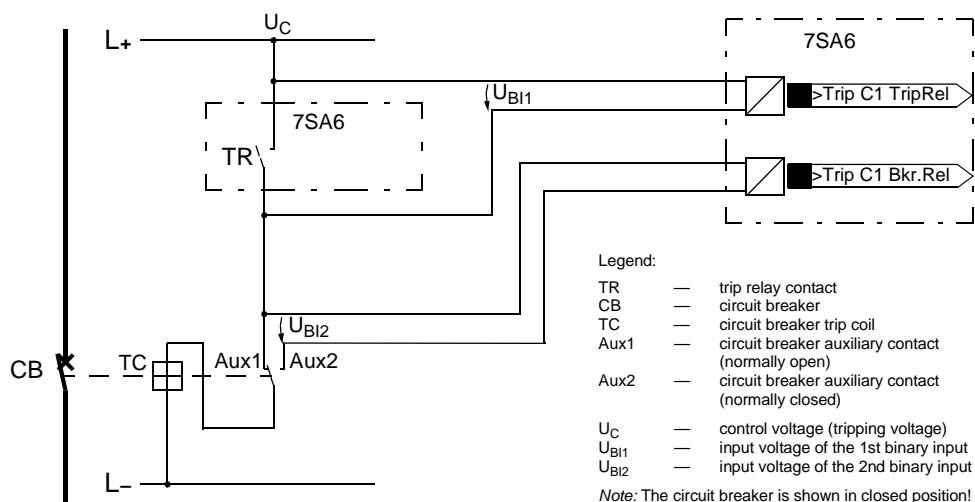 U_C
L+
7SA6
7SA6
U_BI1
>Trip C1 TripRel
TR
>Trip C1 Bkr.Rel
Legend:
TR — trip relay contact
CB — circuit breaker
TC — circuit breaker trip coil
Aux1 — circuit breaker auxiliary contact
(normally open)
Aux2 — circuit breaker auxiliary contact
(normally closed)
U_C — control voltage (tripping voltage)
U_BI1 — input voltage of the 1st binary input
U_BI2 — input voltage of the 2nd binary input
Note: The circuit breaker is shown in closed position!
U_BI2
CB
TC
Aux1
Aux2
L–